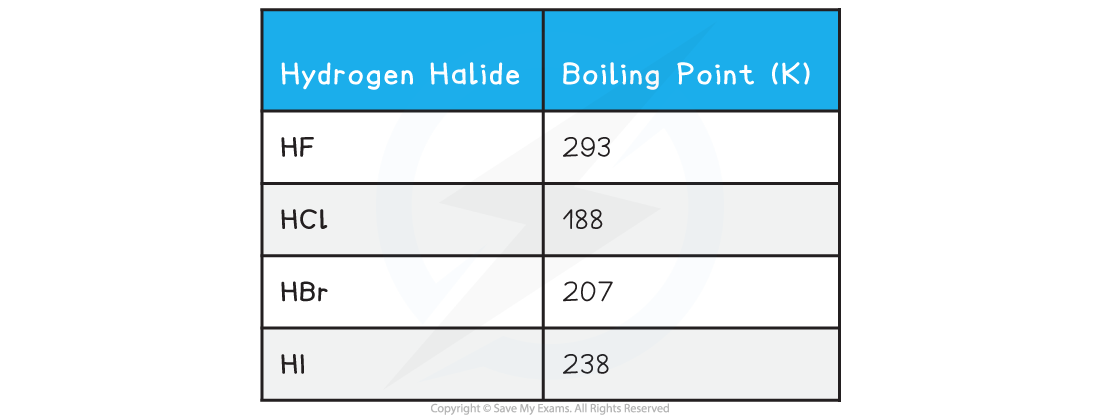 Hydrogen Halide Boiling Point (K)
HF 293
HCl 188
HBr 207
HI 238
Copyright © Save My Exams. All Rights Reserved